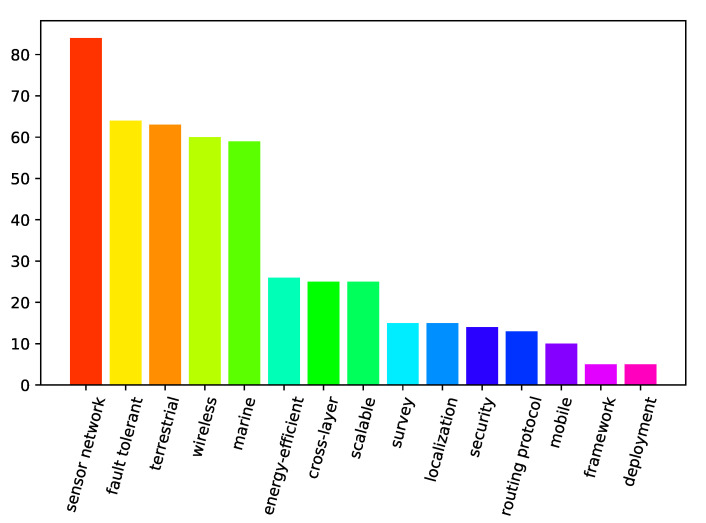 80
70
60
50
40
30
20
10
0
sensor network
fault tolerant
terrestrial
wireless
marine
energy-efficient
cross-layer
scalable
survey
localization
security
routing protocol
mobile
framework
deployment